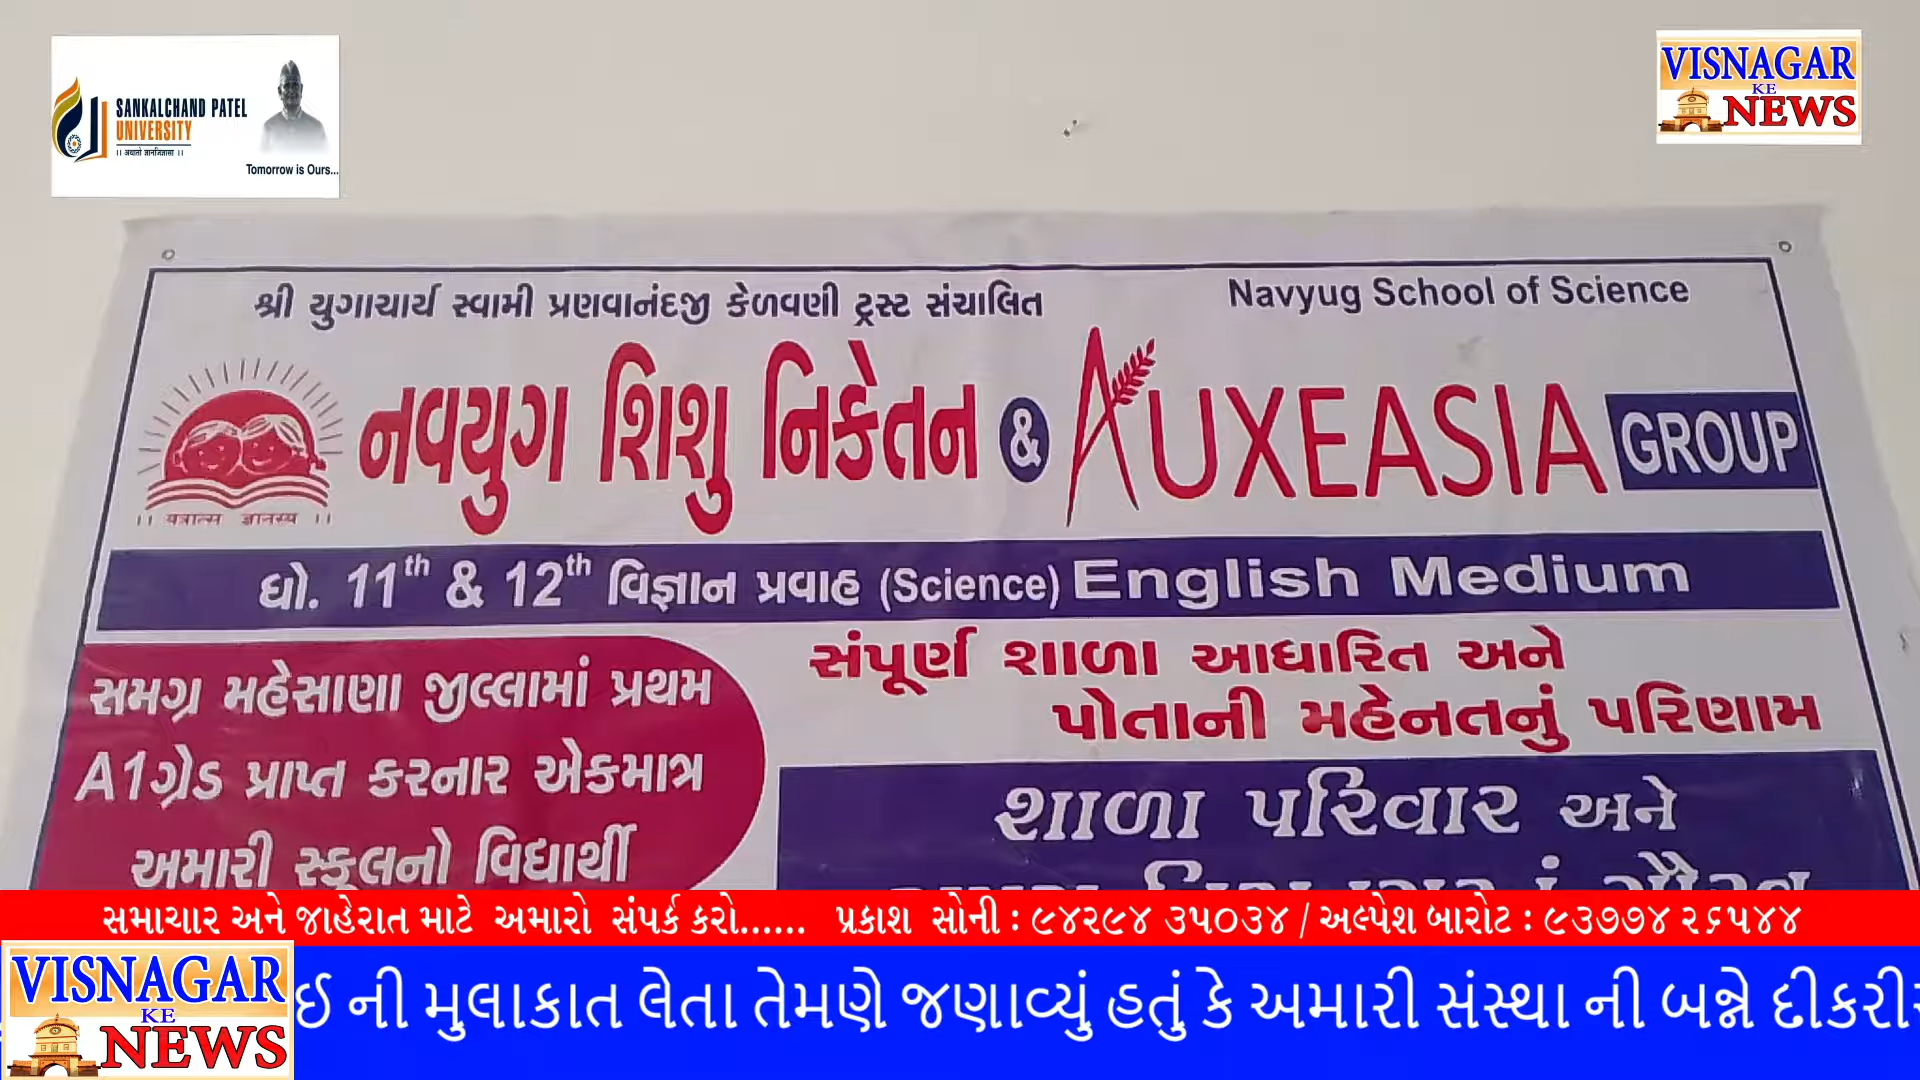 SANKALCHAND PATEL
UNIVERSITY
Tomorrow is Ours...
VISNAGAR
KE
NEWS
શ્રી યુગાચાર્ય સ્વામી પ્રણવાનંદજી કેળવણી ટ્રસ્ટ સંચાલિત
Navyug School of Science
નવયુગ શિશુ નિકેતન & AUXEASIA GROUP
ધો. 11th & 12th વિજ્ઞાન પ્રવાહ (Science) English Medium
સમગ્ર મહેસાણા જીલ્લામાં પ્રથમ
A1 ગ્રેડ પ્રાપ્ત કરનાર એકમાત્ર
અમારી સ્કૂલનો વિદ્યાર્થી
સંપૂર્ણ શાળા આધારિત અને
પોતાની મહેનતનું પરિણામ
શાળા પરિવાર અને
સમાચાર અને જાહેરાત માટે અમારો સંપર્ક કરો...... પ્રકાશ સોની : ૯૪૨૯૪ ૩૫૦૩૪ / અલ્પેશ બારોટ : ૯૩૭૭૪ ૨૬૫૪૪
VISNAGAR
KE
NEWS
ઈ ની મુલાકાત લેતા તેમણે જણાવ્યું હતું કે અમારી સંસ્થા ની બન્ને